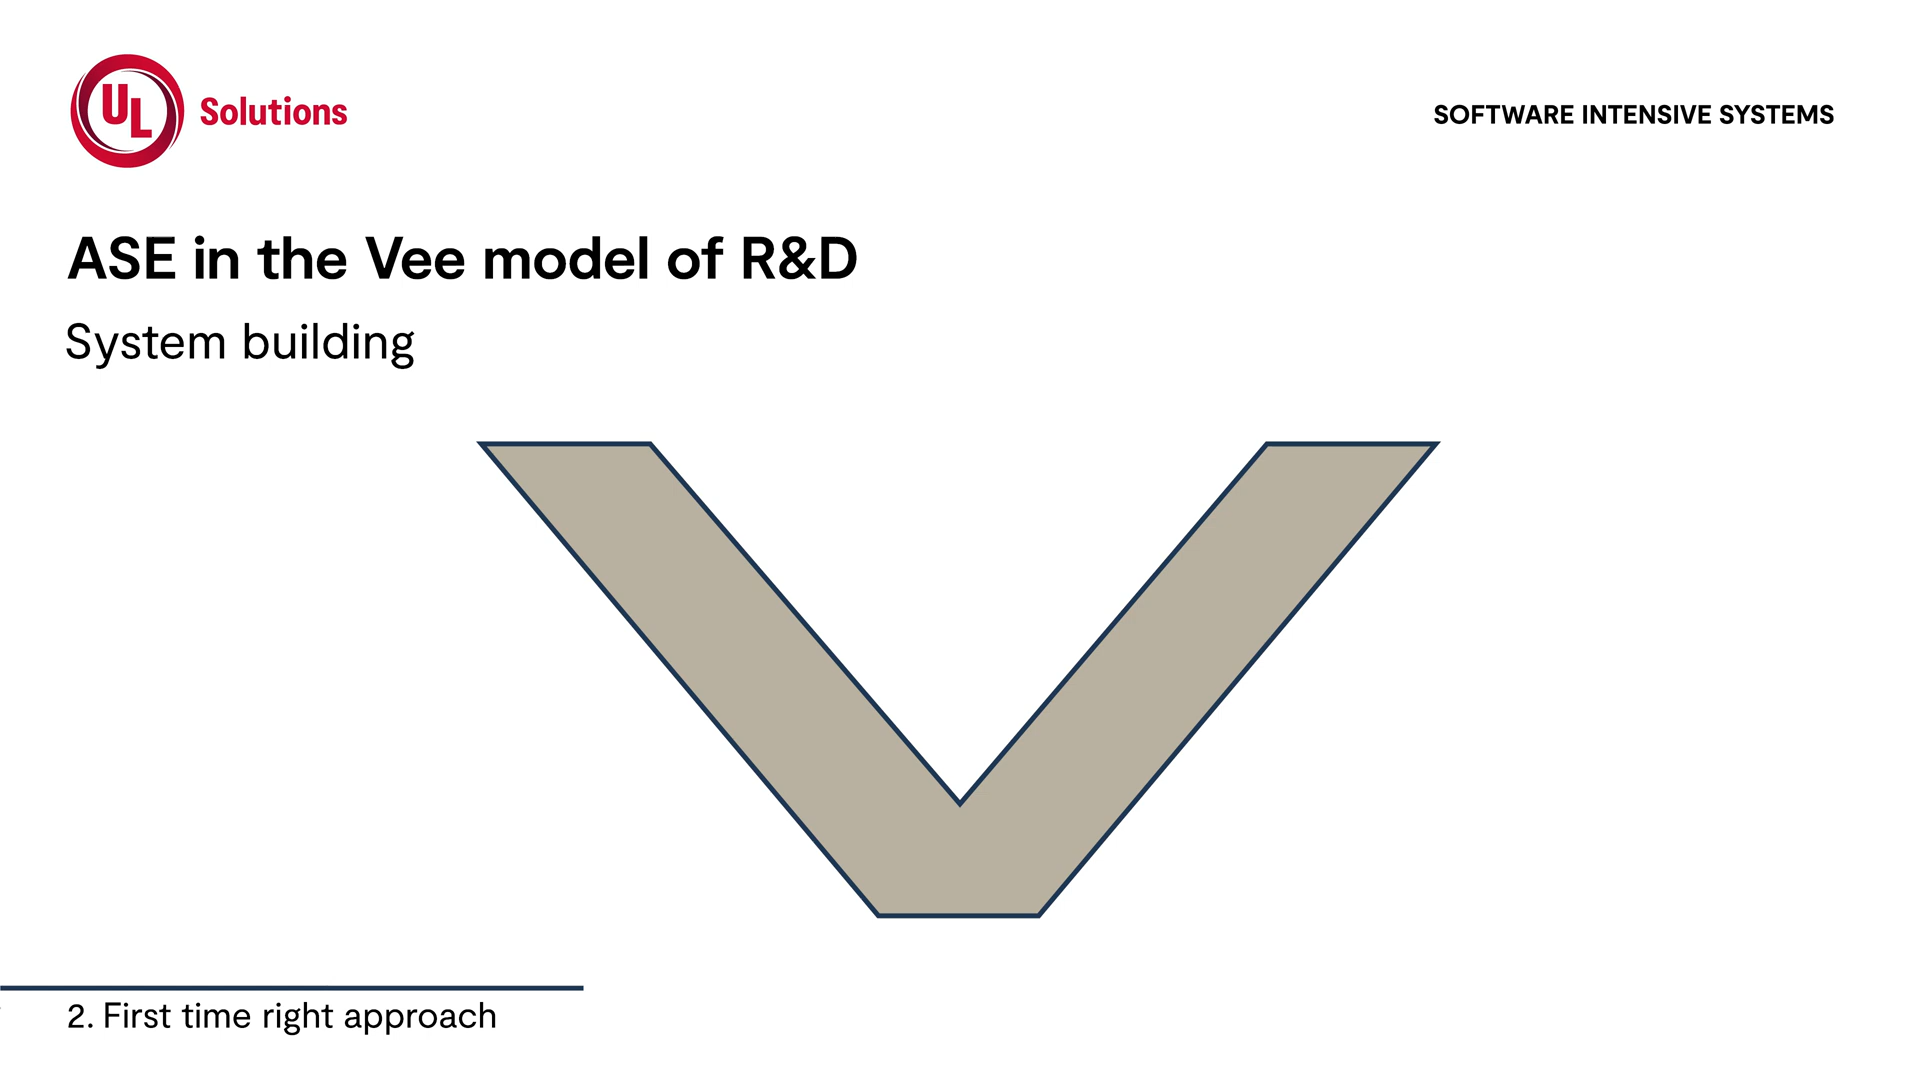 UL Solutions
SOFTWARE INTENSIVE SYSTEMS
ASE in the Vee model of R&D
System building
2. First time right approach